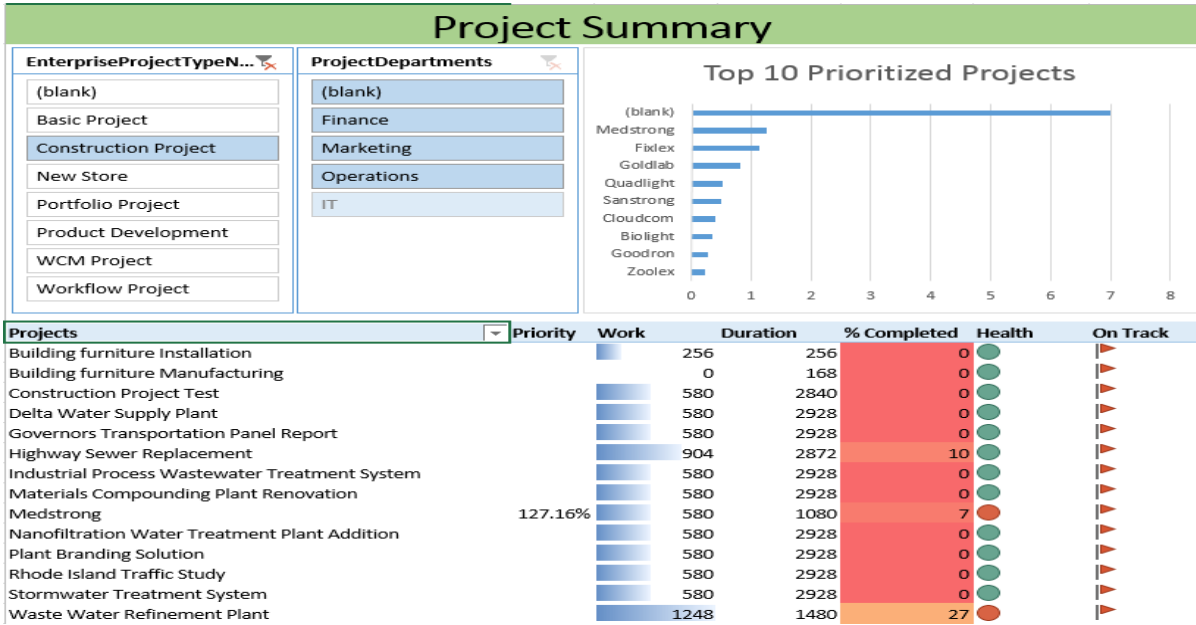 Project Summary
EnterpriseProjectTypeN...
(blank)
Basic Project
Construction Project
New Store
Portfolio Project
Product Development
WCM Project
Workflow Project
ProjectDepartments
(blank)
Finance
Marketing
Operations
IT
Top 10 Prioritized Projects
(blank)
Medstrong
Fixlex
Goldlab
Quadlight
Sanstrong
Cloudcom
Biolight
Goodron
Zoolex
0 1 2 3 4 5 6 7 8
Projects Priority Work Duration % Completed Health On Track
Building furniture Installation 256 256 0
Building furniture Manufacturing 0 168 0
Construction Project Test 580 2840 0
Delta Water Supply Plant 580 2928 0
Governors Transportation Panel Report 580 2928 0
Highway Sewer Replacement 904 2872 10
Industrial Process Wastewater Treatment System 580 2928 0
Materials Compounding Plant Renovation 580 2928 0
Medstrong 127.16% 580 1080 7
Nanofiltration Water Treatment Plant Addition 580 2928 0
Plant Branding Solution 580 2928 0
Rhode Island Traffic Study 580 2928 0
Stormwater Treatment System 580 2928 0
Waste Water Refinement Plant 1248 1480 27